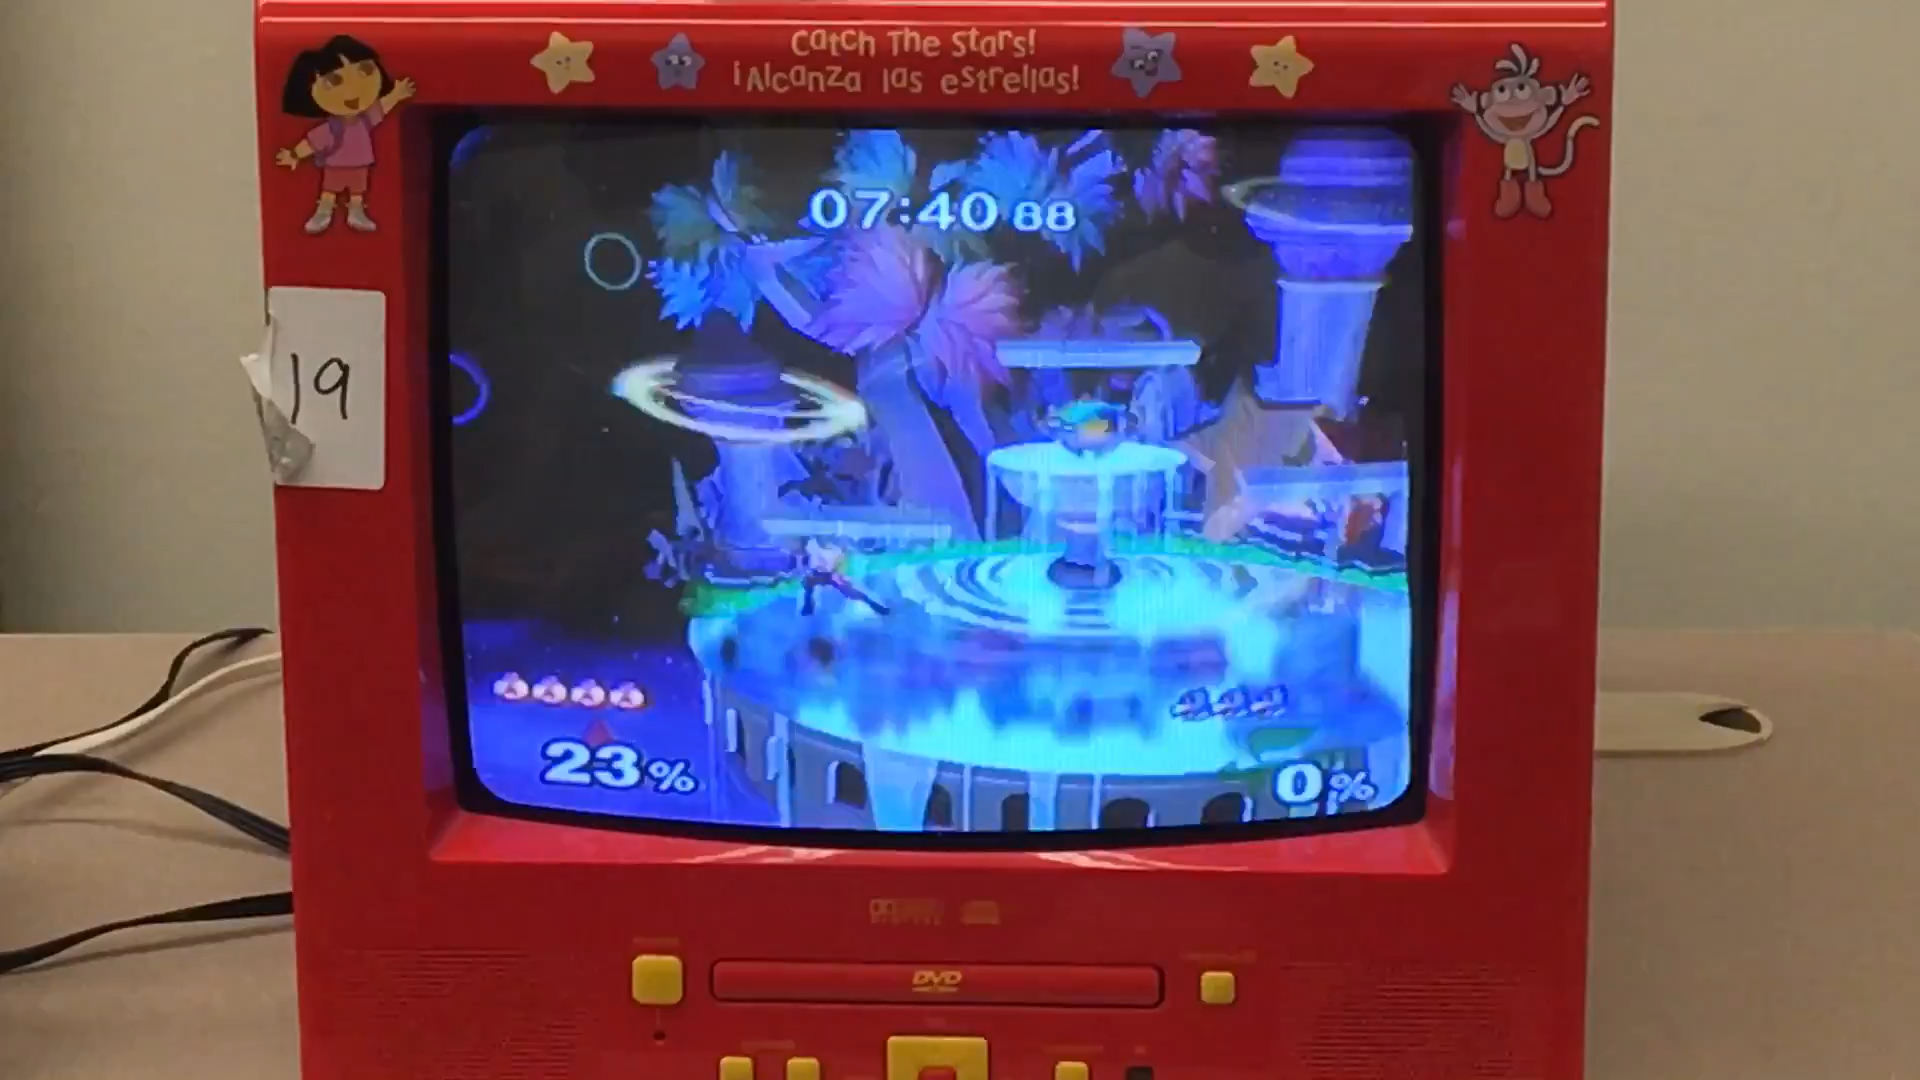 Catch The Stars!
¡Alcanza las estrellas!
07:40 88
19
23%
0%
DVD